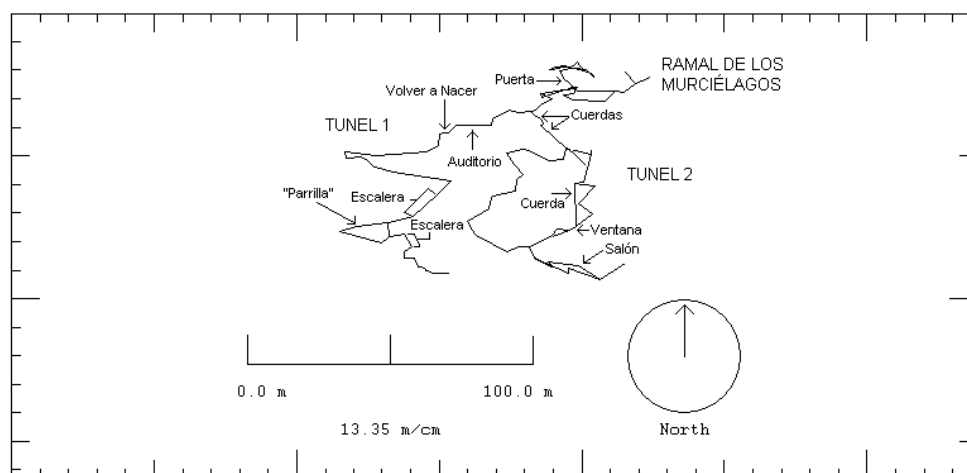 RAMAL DE LOS
MURCIÉLAGOS
Puerta
Volver a Nacer
Cuerdas
TUNEL 1
Auditorio
TUNEL 2
"Parrilla"
Escalera
Cuerda
Escalera
Ventana
Salón
0.0 m
100.0 m
13.35 m/cm
North